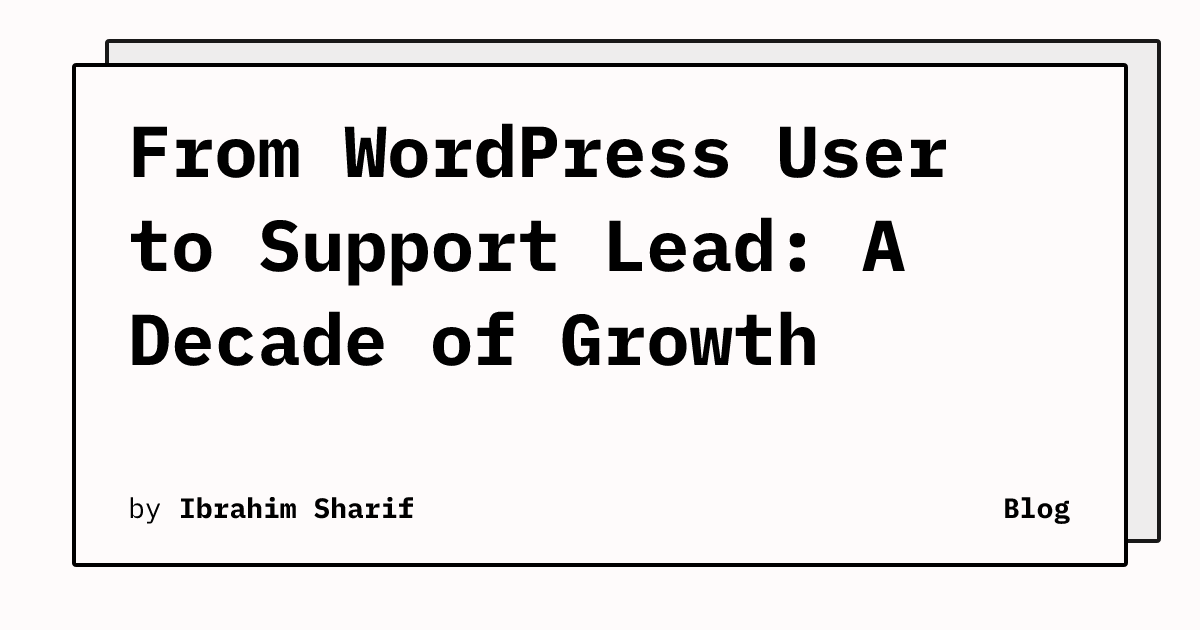 From WordPress User
to Support Lead: A
Decade of Growth
by Ibrahim Sharif
Blog